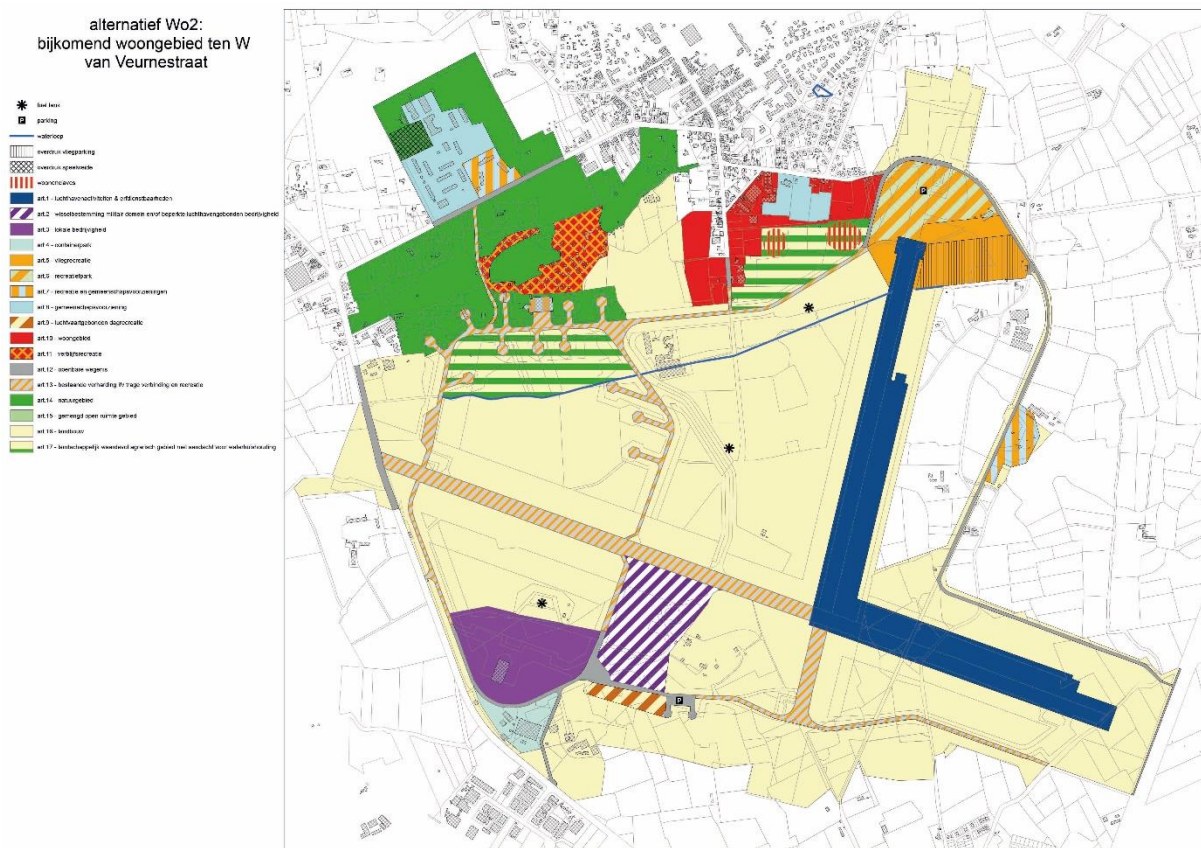 alternatief Wo2:
bijkomend woongebied ten W
van Veurnestraat
bakens
P parking
waterloop
overdruk vliegparking
overdruk speelweide
woonenclaves
art.1 - luchthavenactiviteiten & erfdienstbaarheden
art.2 - wisselbestemming militair domein en/of beperkte luchthavengebonden bedrijvigheid
art.3 - lokale bedrijvigheid
art.4 - containerpark
art.5 - vliegrecreatie
art.6 - recreatiepark
art.7 - recreatie en gemeenschapsvoorzieningen
art.8 - gemeenschapsvoorziening
art.9 - luchtvaartgebonden dagrecreatie
art.10 - woongebied
art.11 - verblijfsrecreatie
art.12 - openbare wegenis
art.13 - bestaande verharding ifv trage verbinding en recreatie
art.14 - natuurgebied
art.15 - gemengd open ruimte gebied
art.16 - landbouw
art.17 - landschappelijk waardevol agrarisch gebied met aandacht voor waterhuishouding
P
P